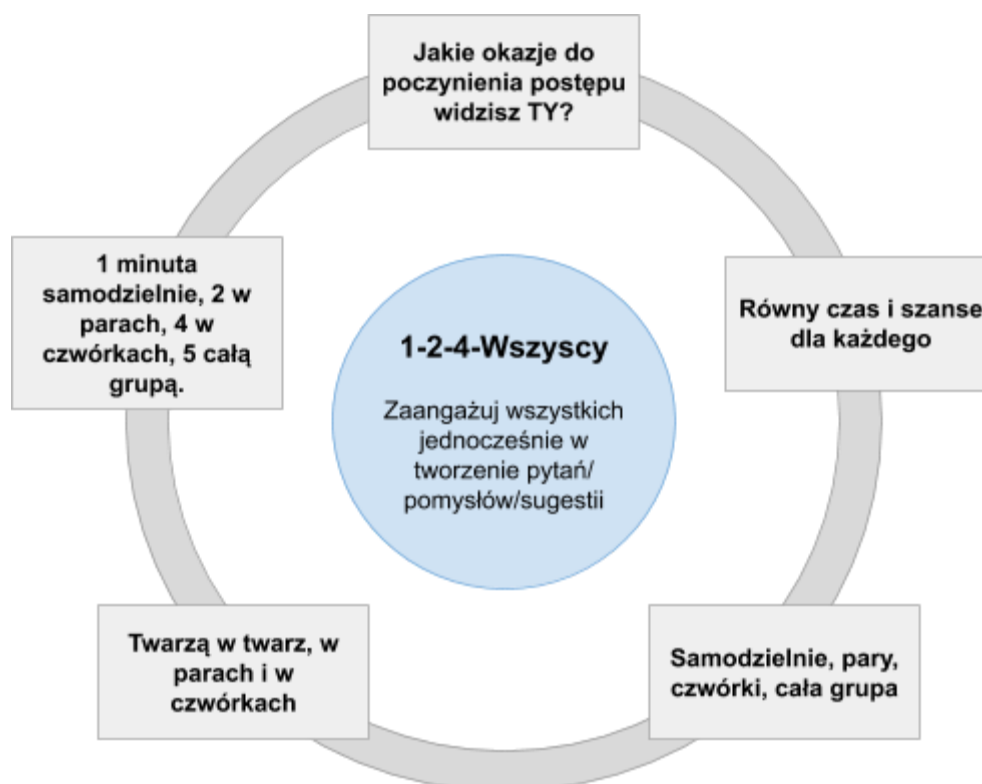 Jakie okazje do
poczynienia postępu
widzisz TY?
1 minuta
samodzielnie, 2 w
parach, 4 w
czwórkach, 5 całą
grupą.
Równy czas i szanse
dla każdego
1-2-4-Wszyscy
Zaangażuj wszystkich
jednocześnie w
tworzenie pytań/
pomysłów/sugestii
Twarzą w twarz, w
parach i w
czwórkach
Samodzielnie, pary,
czwórki, cała grupa